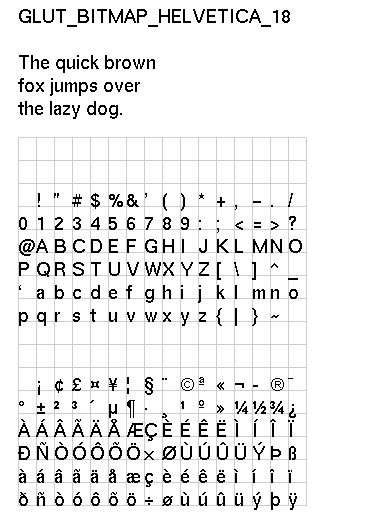 GLUT_BITMAP_HELVETICA_18
The quick brown
fox jumps over
the lazy dog.
! " # $ % & ' ( ) * + , - . /
0 1 2 3 4 5 6 7 8 9 : ; < = > ?
@ A B C D E F G H I J K L M N O
P Q R S T U V W X Y Z [ \ ] ^ _
‘ a b c d e f g h i j k l m n o
p q r s t u v w x y z { | } ~
¡ ¢ £ ¤ ¥ ¦ § ¨ © ª « ¬ - ® ¯
° ± ² ³ ´ µ ¶ · ¸ ¹ º » ¼ ½ ¾ ¿
À Á Â Ã Ä Å Æ Ç È É Ê Ë Ì Í Î Ï
Ð Ñ Ò Ó Ô Õ Ö × Ø Ù Ú Û Ü Ý Þ ß
à á â ã ä å æ ç è é ê ë ì í î ï
ð ñ ò ó ô õ ö ÷ ø ù ú û ü ý þ ÿ